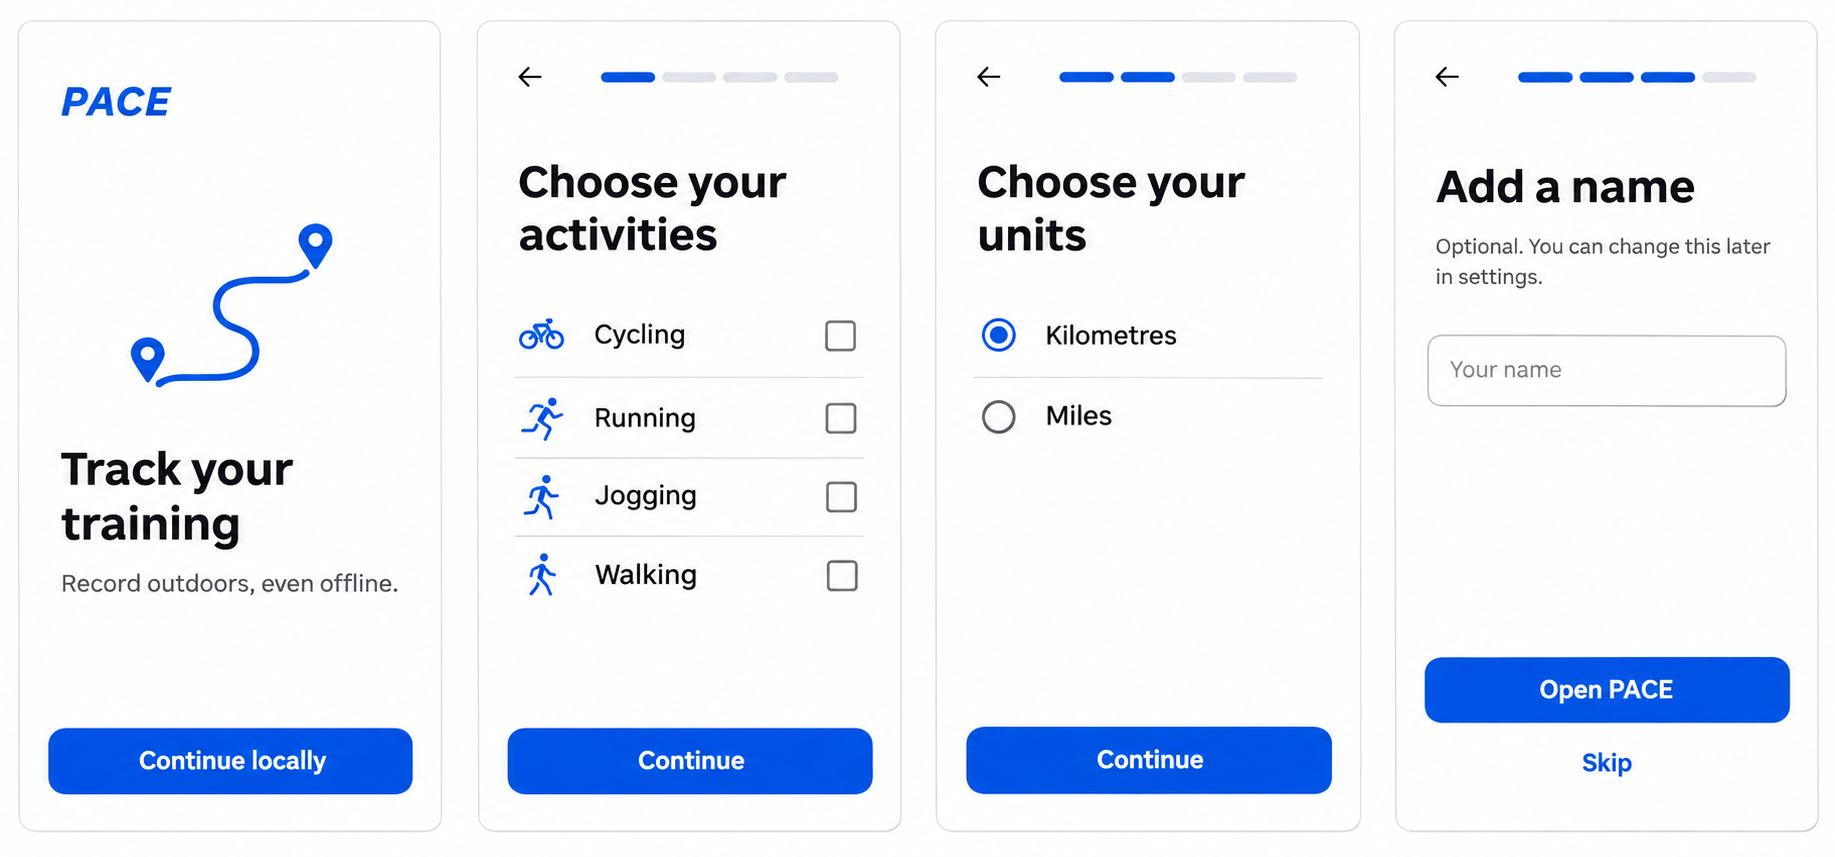 PACE
Track your
training
Record outdoors, even offline.
Continue locally
Choose your
activities
Cycling
Running
Jogging
Walking
Continue
Choose your
units
Kilometres
Miles
Continue
Add a name
Optional. You can change this later
in settings.
Your name
Open PACE
Skip